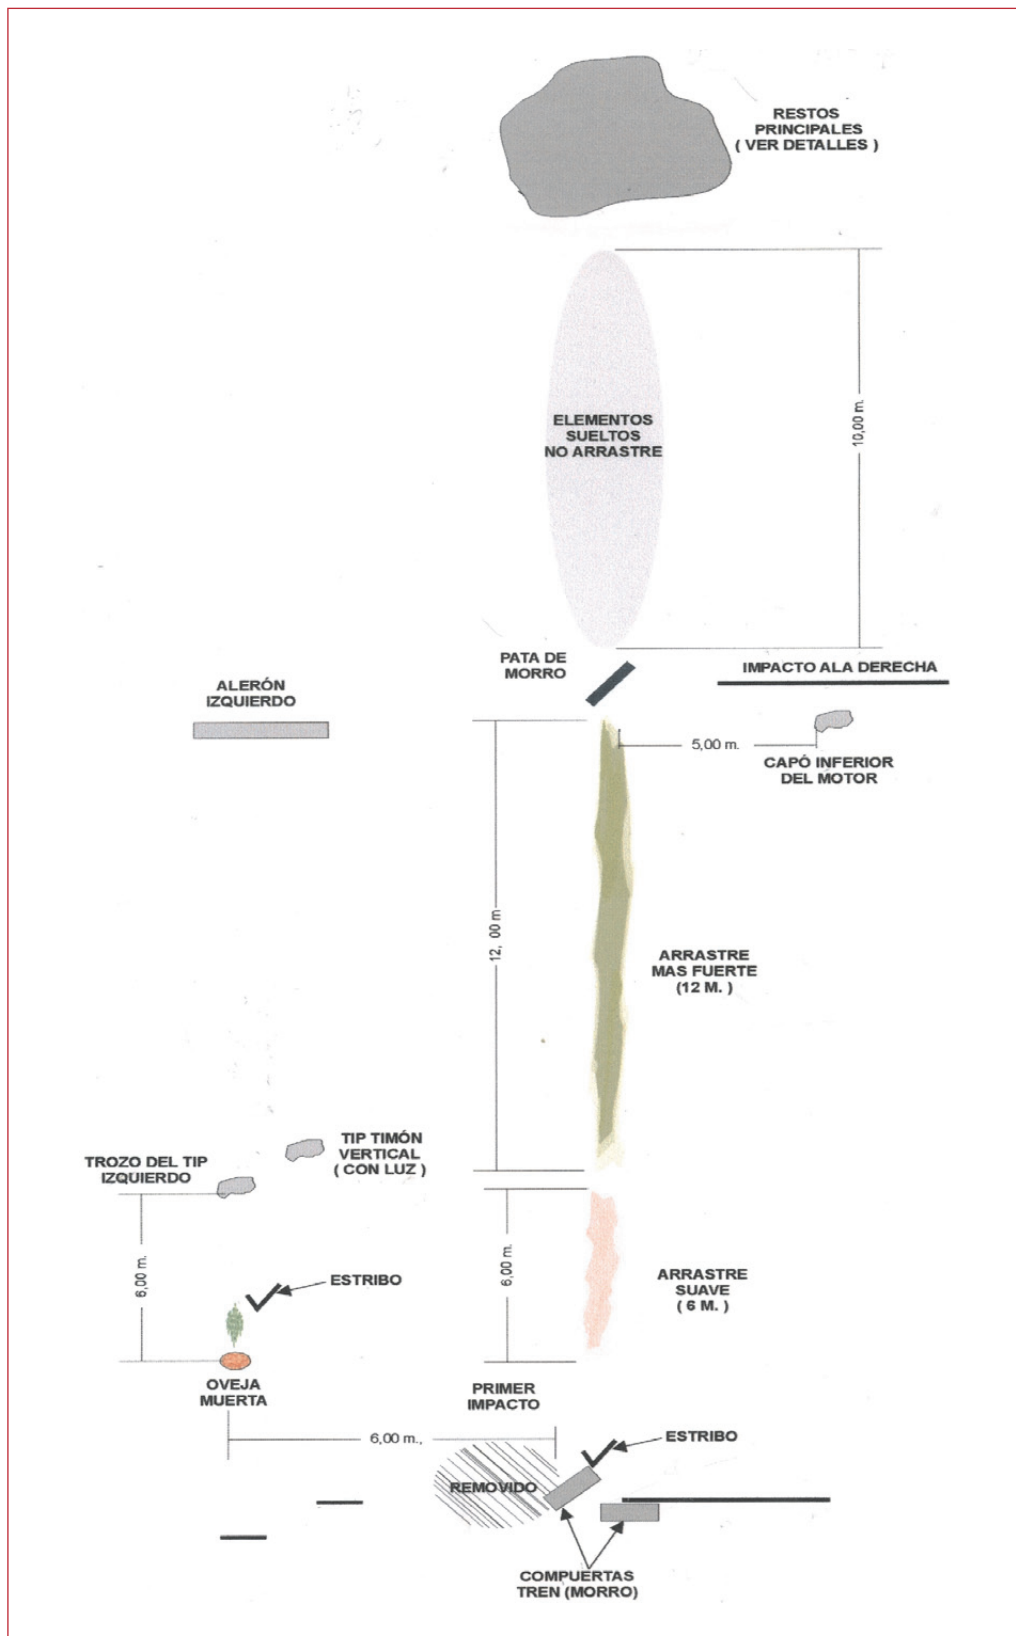 RESTOS
PRINCIPALES
( VER DETALLES )
ELEMENTOS
SUELTOS
NO ARRASTRE
10,00 m.
PATA DE
MORRO
IMPACTO ALA DERECHA
ALERÓN
IZQUIERDO
5,00 m.
CAPÓ INFERIOR
DEL MOTOR
12, 00 m
ARRASTRE
MAS FUERTE
(12 M. )
TIP TIMÓN
VERTICAL
( CON LUZ )
TROZO DEL TIP
IZQUIERDO
6,00 m.
6,00 m.
ESTRIBO
ARRASTRE
SUAVE
( 6 M. )
OVEJA
MUERTA
PRIMER
IMPACTO
6,00 m.,
ESTRIBO
REMOVIDO
COMPUERTAS
TREN (MORRO)